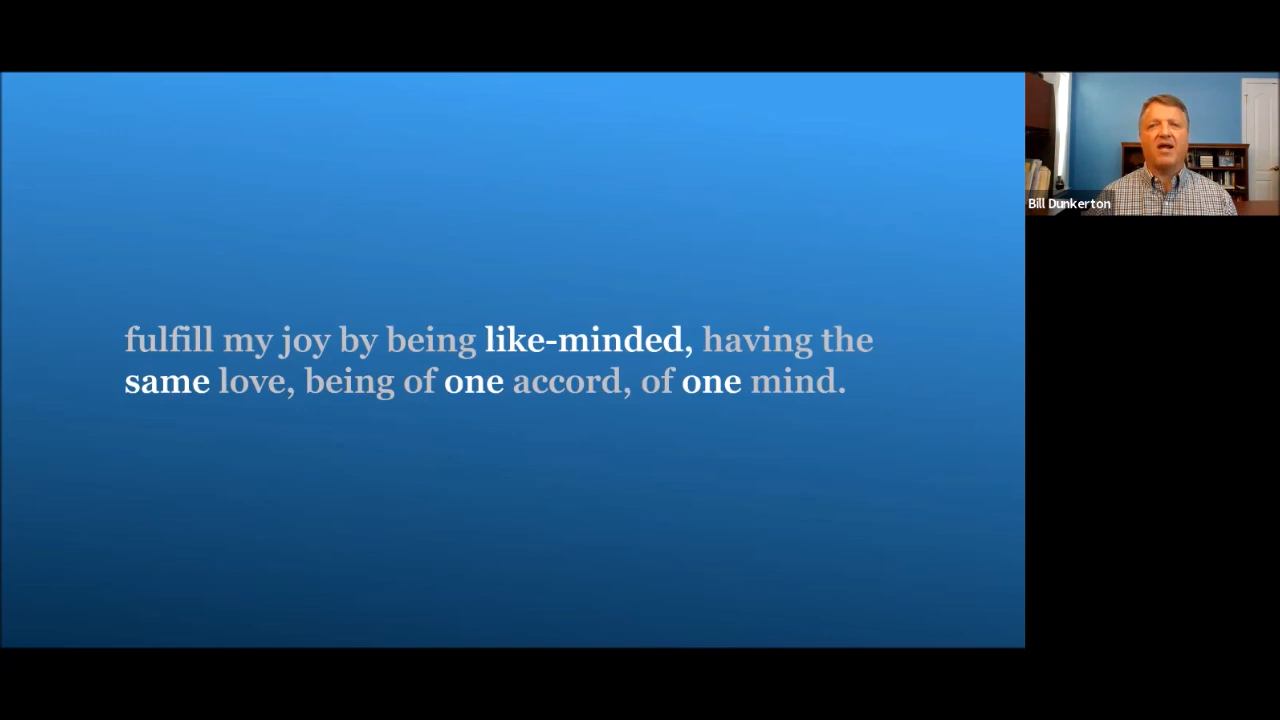 fulfill my joy by being like-minded, having the
same love, being of one accord, of one mind.
Bill Dunkerton